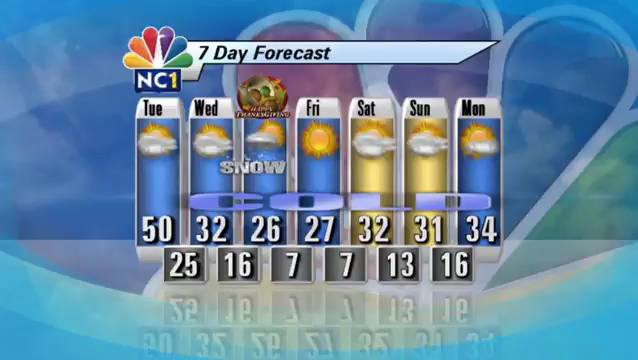 7 Day Forecast
NC1
Tue Wed Fri Sat Sun Mon
HAPPY
THANKSGIVING
SNOW
COLD
50 32 26 27 32 31 34
25 16 7 7 13 16